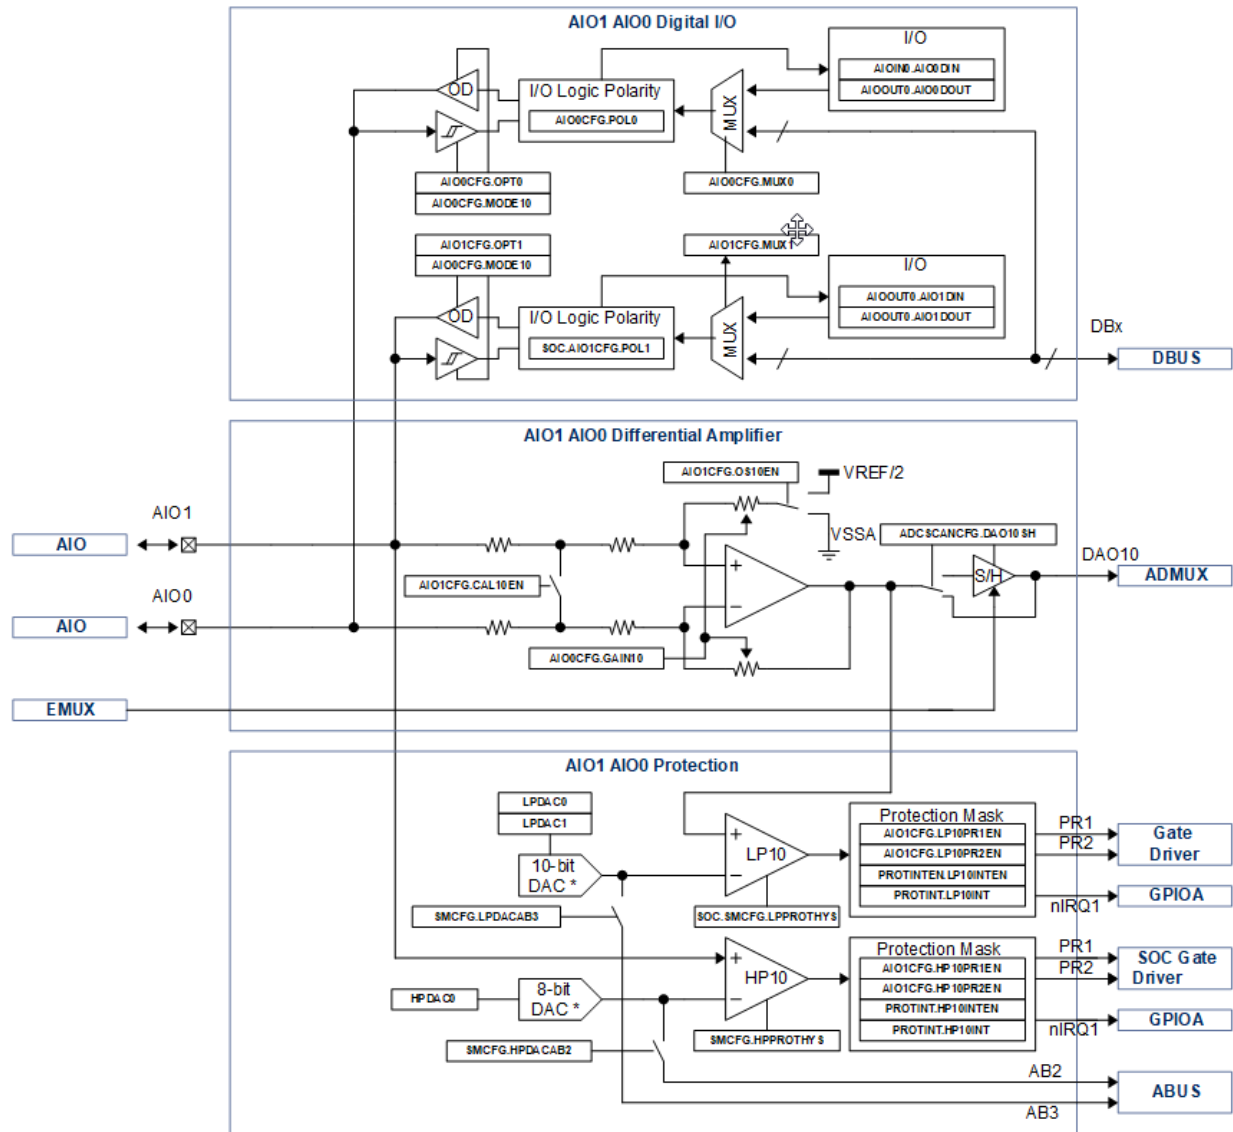 AIO1 AIO0 Digital I/O
I/O
AIOIN0.AIO0DIN
AIOOUT0.AIO0DOUT
OD
I/O Logic Polarity
AIO0CFG.POL0
MUX
AIO0CFG.OPT0
AIO0CFG.MODE10
AIO0CFG.MUX0
AIO1CFG.OPT1
AIO0CFG.MODE10
AIO1CFG.MUX1
I/O
AIOOUT0.AIO1DIN
AIOOUT0.AIO1DOUT
OD
I/O Logic Polarity
SOC.AIO1CFG.POL1
MUX
DBx
DBUS
AIO1 AIO0 Differential Amplifier
AIO1CFG.OS10EN
VREF/2
VSSA
ADCSCANCFG.DAO10SH
AIO1
AIO
AIO1CFG.CAL10EN
+
−
S/H
DAO10
ADMUX
AIO0
AIO
AIO0CFG.GAIN10
EMUX
AIO1 AIO0 Protection
LPDAC0
LPDAC1
10-bit
DAC *
SMCFG.LPDACAB3
+
LP10
−
SOC.SMCFG.LPPROTHYS
Protection Mask
AIO1CFG.LP10PR1EN
AIO1CFG.LP10PR2EN
PROTINTEN.LP10INTEN
PROTINT.LP10INT
PR1
PR2
nIRQ1
Gate
Driver
GPIOA
HPDAC0
8-bit
DAC *
SMCFG.HPDACAB2
+
HP10
−
SMCFG.HPPROTHYS
Protection Mask
AIO1CFG.HP10PR1EN
AIO1CFG.HP10PR2EN
PROTINT.HP10INTEN
PROTINT.HP10INT
PR1
PR2
nIRQ1
SOC Gate
Driver
GPIOA
AB2
AB3
ABUS